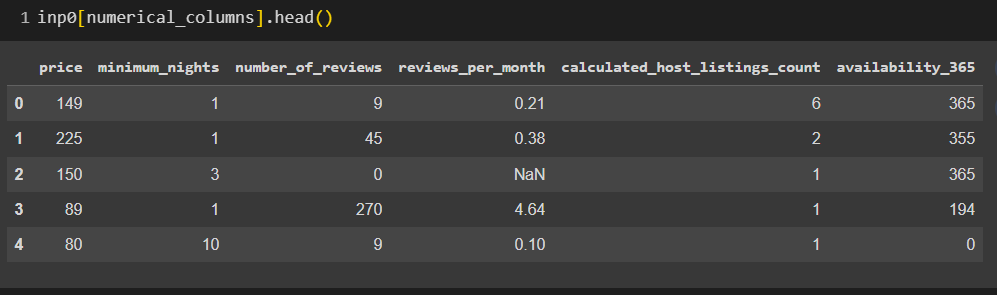 1 inp0[numerical_columns].head()
price minimum_nights number_of_reviews reviews_per_month calculated_host_listings_count availability_365
0 149 1 9 0.21 6 365
1 225 1 45 0.38 2 355
2 150 3 0 NaN 1 365
3 89 1 270 4.64 1 194
4 80 10 9 0.10 1 0